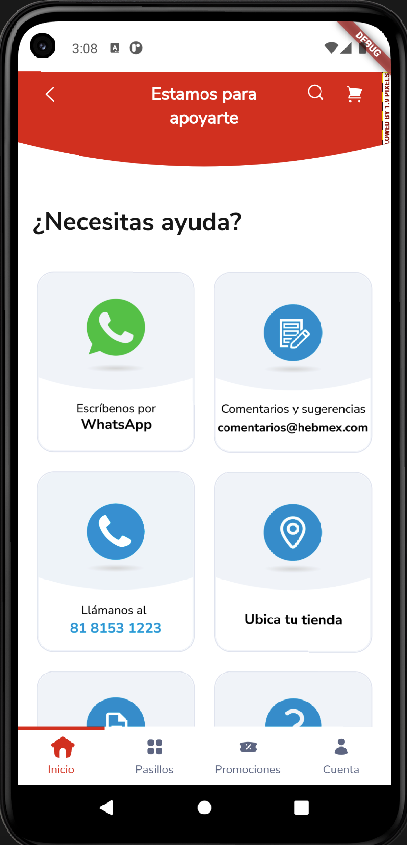 3:08
DEBUG
Estamos para
apoyarte
¿Necesitas ayuda?
Escríbenos por
WhatsApp
Comentarios y sugerencias
comentarios@hebmex.com
Llámanos al
81 8153 1223
Ubica tu tienda
Inicio
Pasillos
Promociones
Cuenta